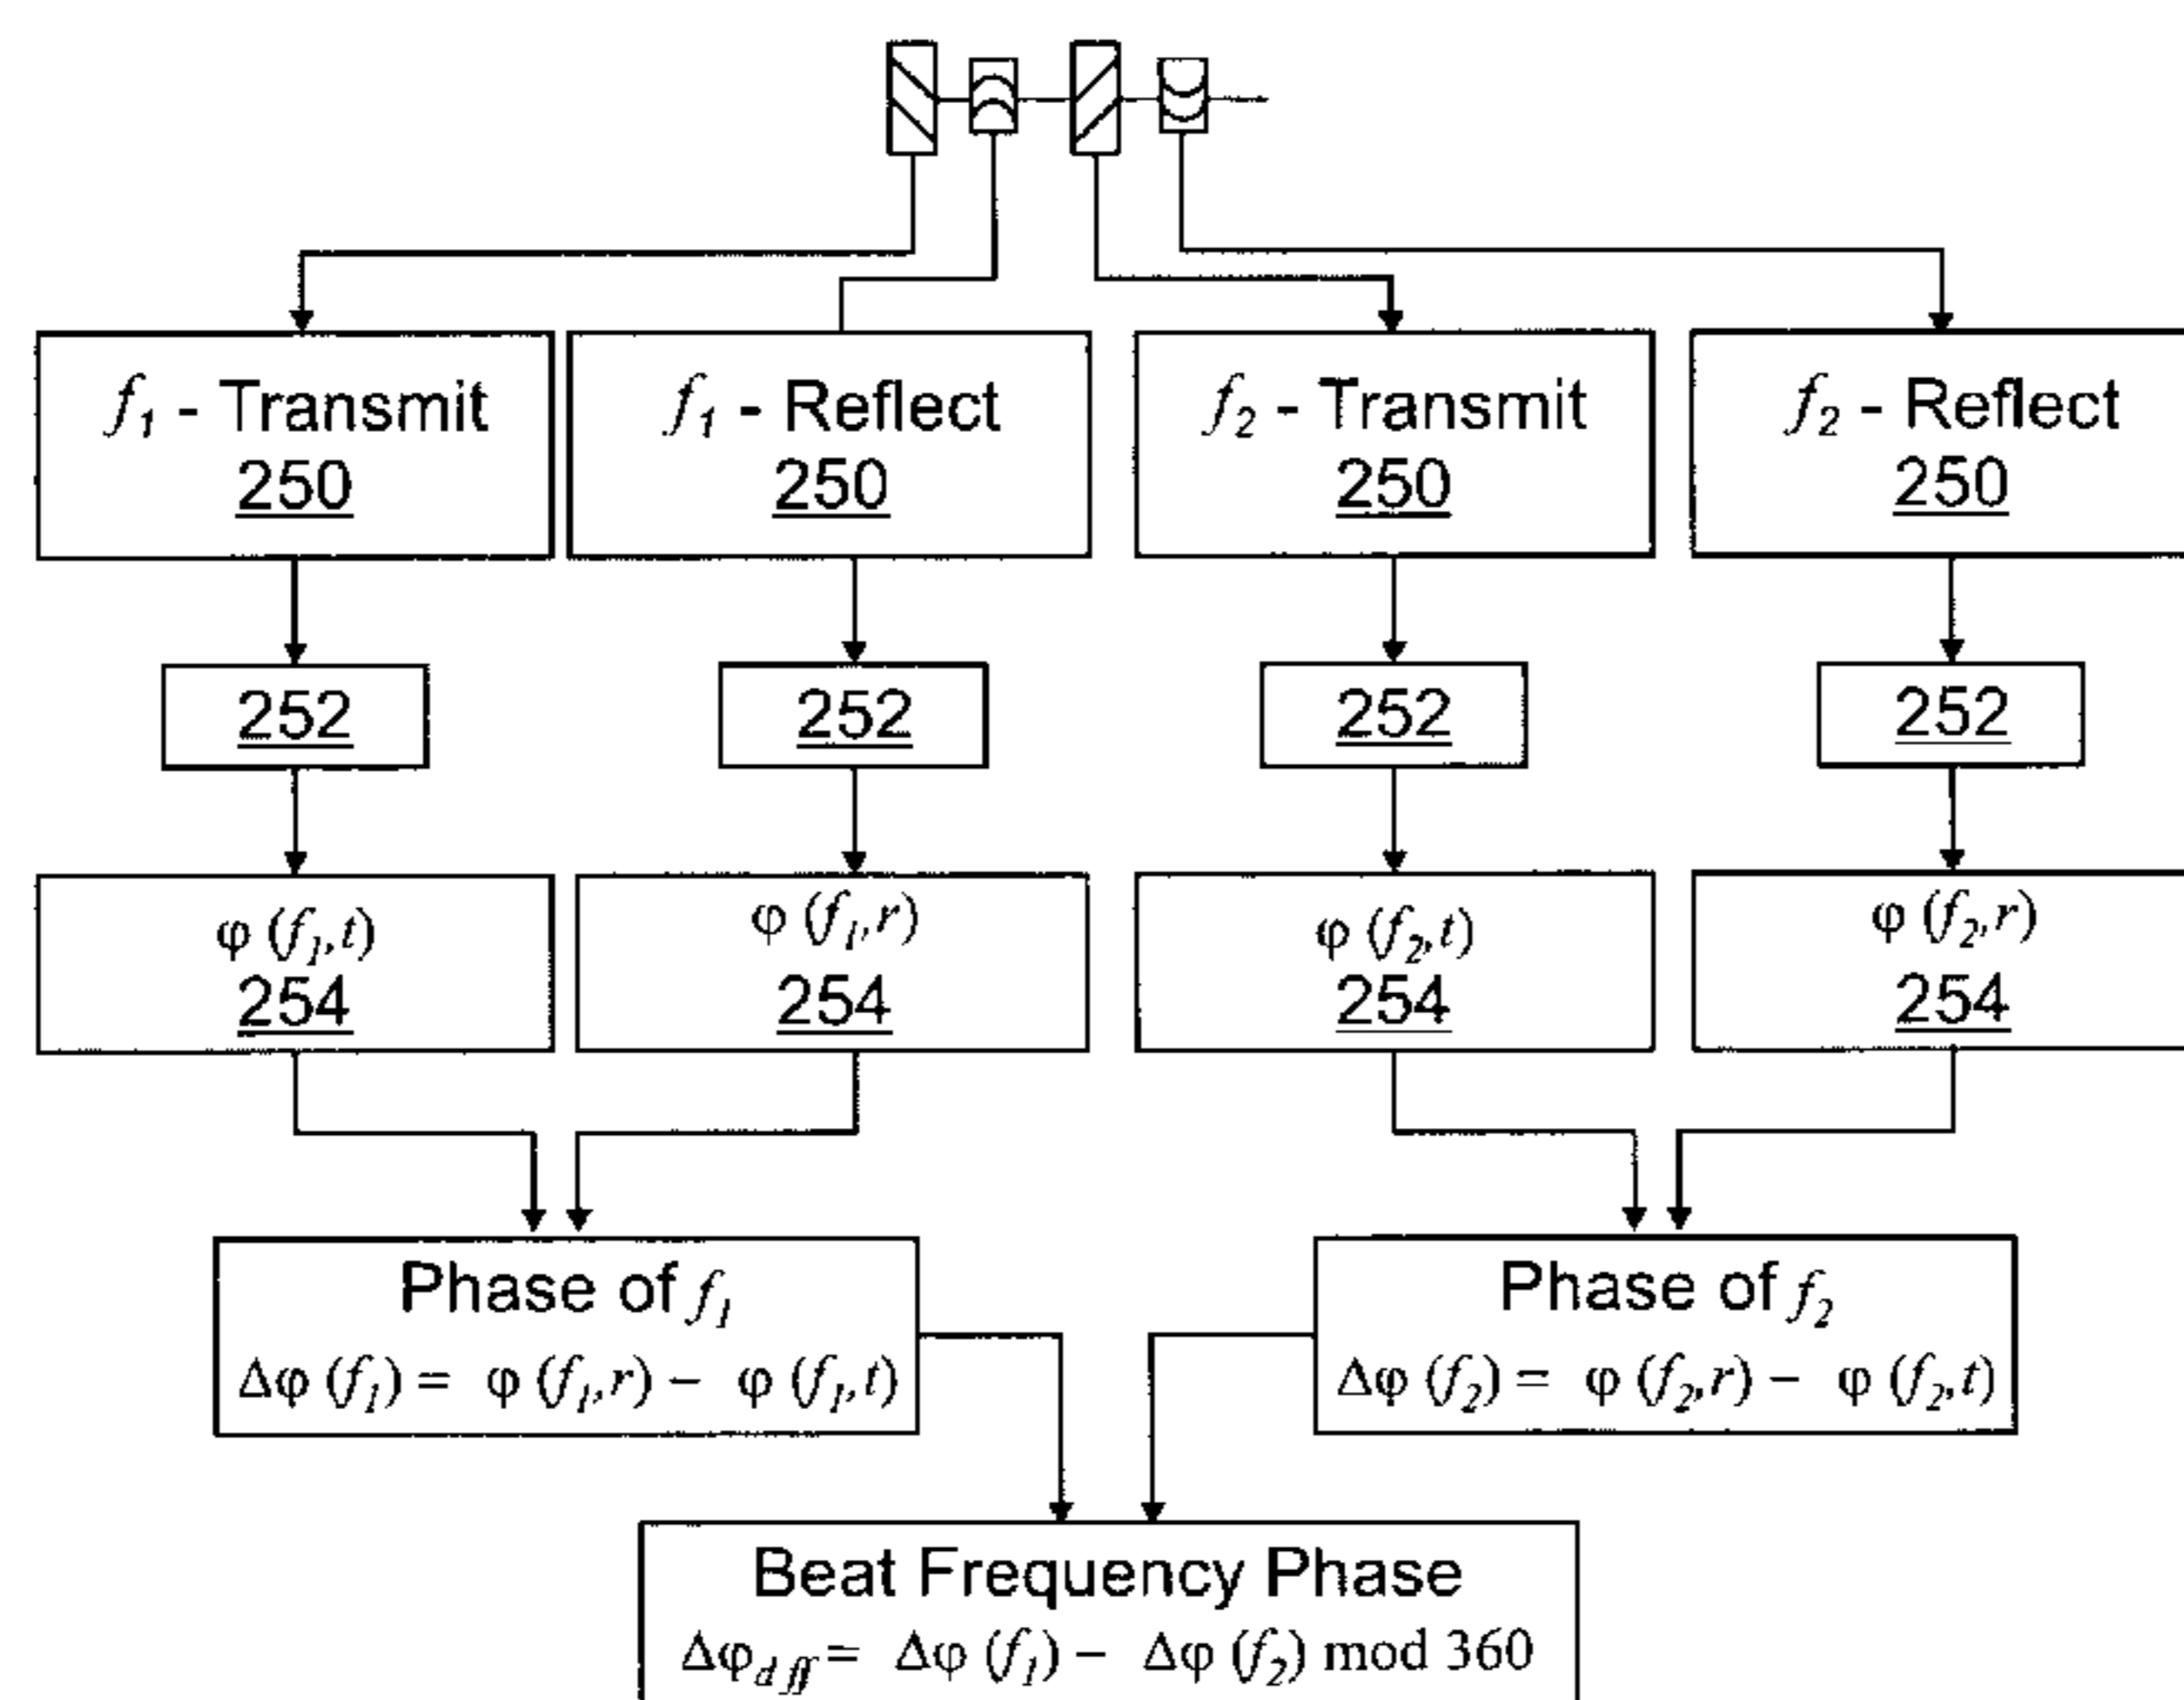 f1 - Transmit
250
f1 - Reflect
250
f2 - Transmit
250
f2 - Reflect
250
252
252
252
252
φ (f1,t)
254
φ (f1,r)
254
φ (f2,t)
254
φ (f2,r)
254
Phase of f1
Δφ (f1) = φ (f1,r) − φ (f1,t)
Phase of f2
Δφ (f2) = φ (f2,r) − φ (f2,t)
Beat Frequency Phase
Δφd ff = Δφ (f1) − Δφ (f2) mod 360